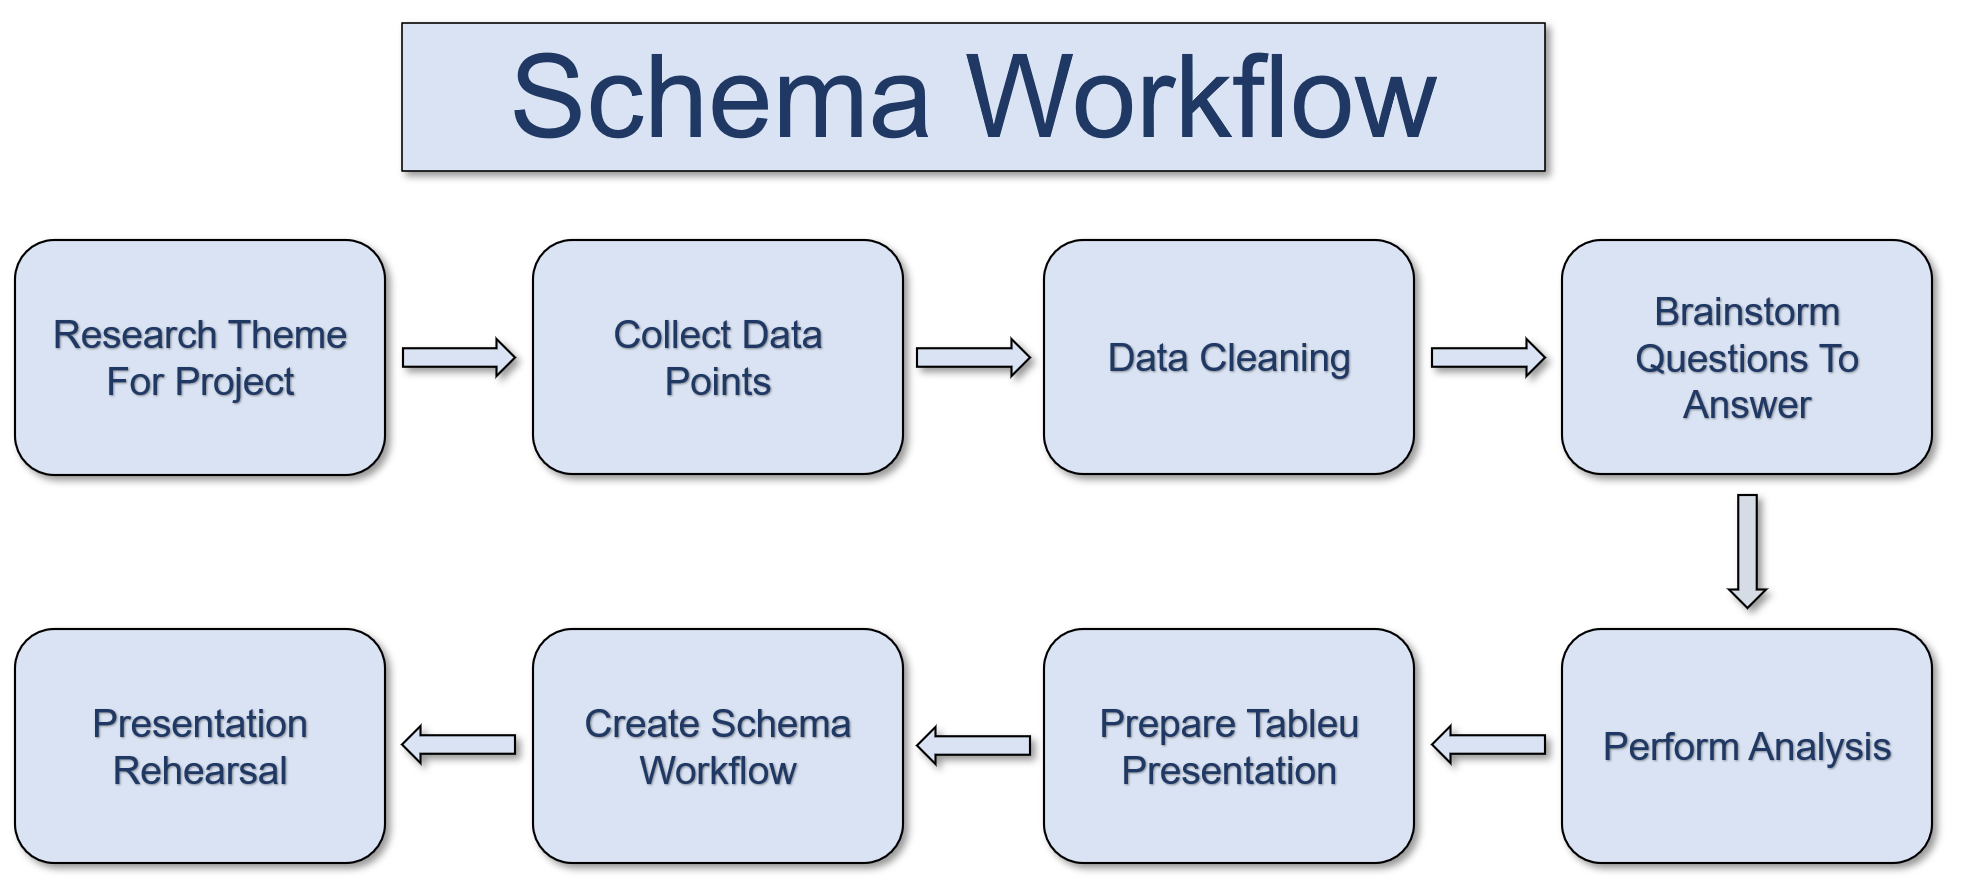 Schema Workflow
Research Theme
For Project
Collect Data
Points
Data Cleaning
Brainstorm
Questions To
Answer
Perform Analysis
Prepare Tableu
Presentation
Create Schema
Workflow
Presentation
Rehearsal